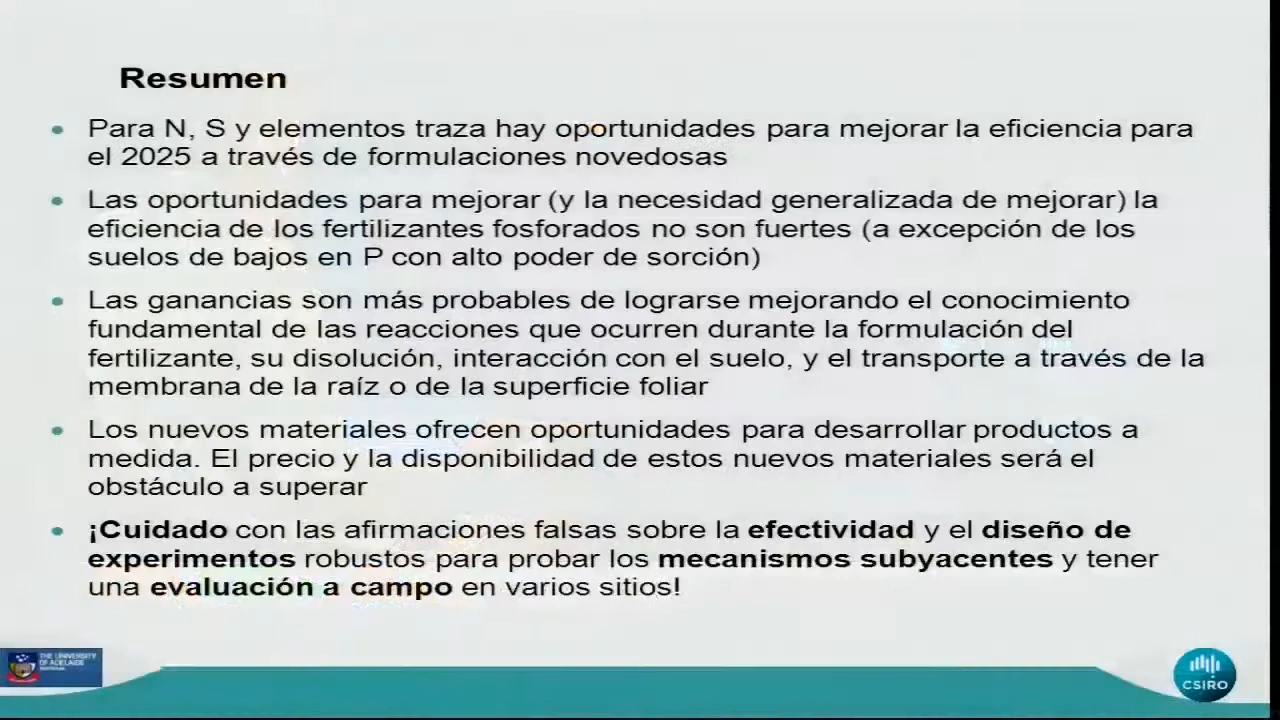 Resumen
• Para N, S y elementos traza hay oportunidades para mejorar la eficiencia para
el 2025 a través de formulaciones novedosas
• Las oportunidades para mejorar (y la necesidad generalizada de mejorar) la
eficiencia de los fertilizantes fosforados no son fuertes (a excepción de los
suelos de bajos en P con alto poder de sorción)
• Las ganancias son más probables de lograrse mejorando el conocimiento
fundamental de las reacciones que ocurren durante la formulación del
fertilizante, su disolución, interacción con el suelo, y el transporte a través de la
membrana de la raíz o de la superficie foliar
• Los nuevos materiales ofrecen oportunidades para desarrollar productos a
medida. El precio y la disponibilidad de estos nuevos materiales será el
obstáculo a superar
• ¡Cuidado con las afirmaciones falsas sobre la efectividad y el diseño de
experimentos robustos para probar los mecanismos subyacentes y tener
una evaluación a campo en varios sitios!
THE UNIVERSITY
OF ADELAIDE
CSIRO